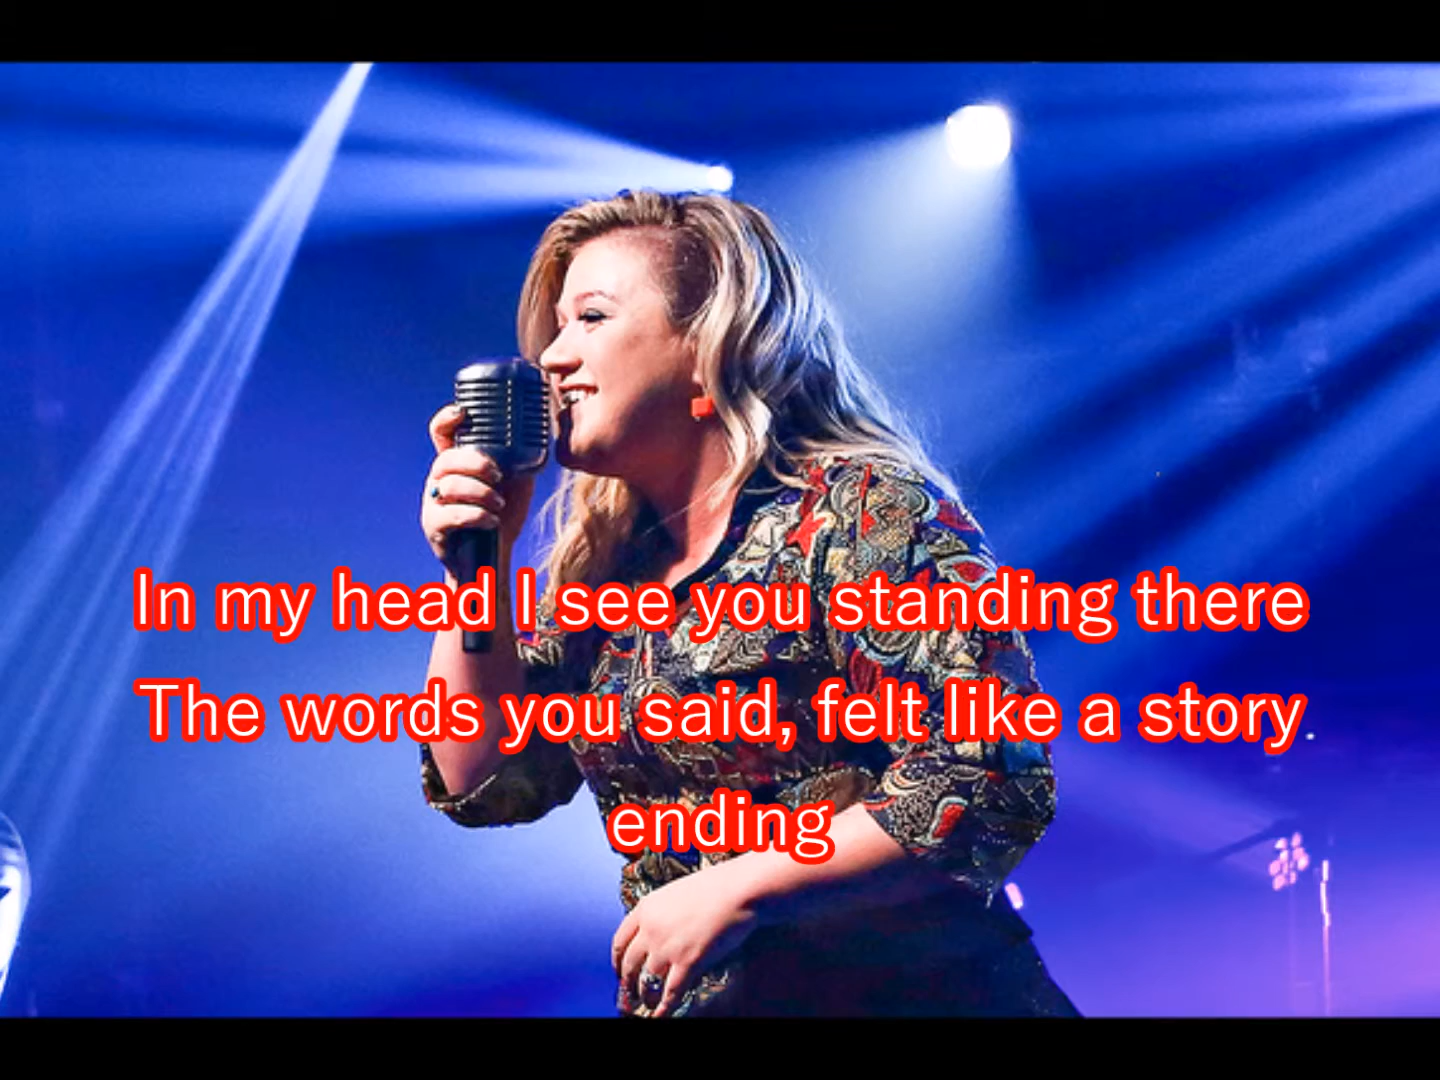 In my head I see you standing there
The words you said, felt like a story
ending